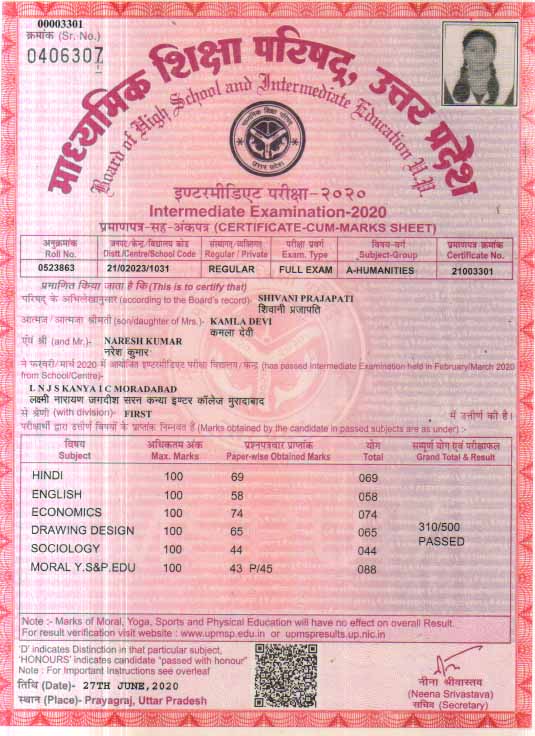 00003301
क्रमांक (Sr. No.)
0406307
माध्यमिक शिक्षा परिषद्, उत्तर प्रदेश
Board of High School and Intermediate Education U.P.
इण्टरमीडिएट परीक्षा-२०२०
Intermediate Examination-2020
प्रमाणपत्र-सह-अंकपत्र (CERTIFICATE-CUM-MARKS SHEET)
अनुक्रमांक जनपद/केन्द्र/विद्यालय कोड संस्थागत/व्यक्तिगत परीक्षा प्रवर्ग विषय-वर्ग प्रमाणपत्र क्रमांक
Roll No. Distt./Centre/School Code Regular / Private Exam. Type Subject-Group Certificate No.
0523863 21/02023/1031 REGULAR FULL EXAM A-HUMANITIES 21003301
प्रमाणित किया जाता है कि (This is to certify that)
परिषद् के अभिलेखानुसार (according to the Board's record)- SHIVANI PRAJAPATI
शिवानी प्रजापति
आत्मज / आत्मजा श्रीमती (son/daughter of Mrs.)- KAMLA DEVI
कमला देवी
एवं श्री (and Mr.)- NARESH KUMAR
नरेश कुमार
ने फरवरी/मार्च 2020 में आयोजित इण्टरमीडिएट परीक्षा विद्यालय/केन्द्र (has passed Intermediate Examination held in February/March 2020
from School/Centre)-
L N J S KANYA I C MORADABAD
लक्ष्मी नारायण जगदीश सरन कन्या इण्टर कॉलेज मुरादाबाद
से श्रेणी (with division)- FIRST में उत्तीर्ण की है।
परीक्षार्थी द्वारा उत्तीर्ण विषयों के प्राप्तांक निम्नवत हैं (Marks obtained by the candidate in passed subjects are as under) :-
विषय अधिकतम अंक प्रश्नपत्रवार प्राप्तांक योग सम्पूर्ण योग एवं परीक्षाफल
Subject Max. Marks Paper-wise Obtained Marks Total Grand Total & Result
HINDI 100 69 069
ENGLISH 100 58 058
ECONOMICS 100 74 074
DRAWING DESIGN 100 65 065 310/500
PASSED
SOCIOLOGY 100 44 044
MORAL Y.S&P.EDU 100 43 P/45 088
Note :- Marks of Moral, Yoga, Sports and Physical Education will have no effect on overall Result.
For result verification visit website : www.upmsp.edu.in or upmspresults.up.nic.in
'D' indicates Distinction in that particular subject,
'HONOURS' indicates candidate "passed with honour"
Note : For Important Instructions see overleaf
तिथि (Date)- 27TH JUNE,2020
स्थान (Place)- Prayagraj, Uttar Pradesh
नीना श्रीवास्तव
(Neena Srivastava)
सचिव (Secretary)